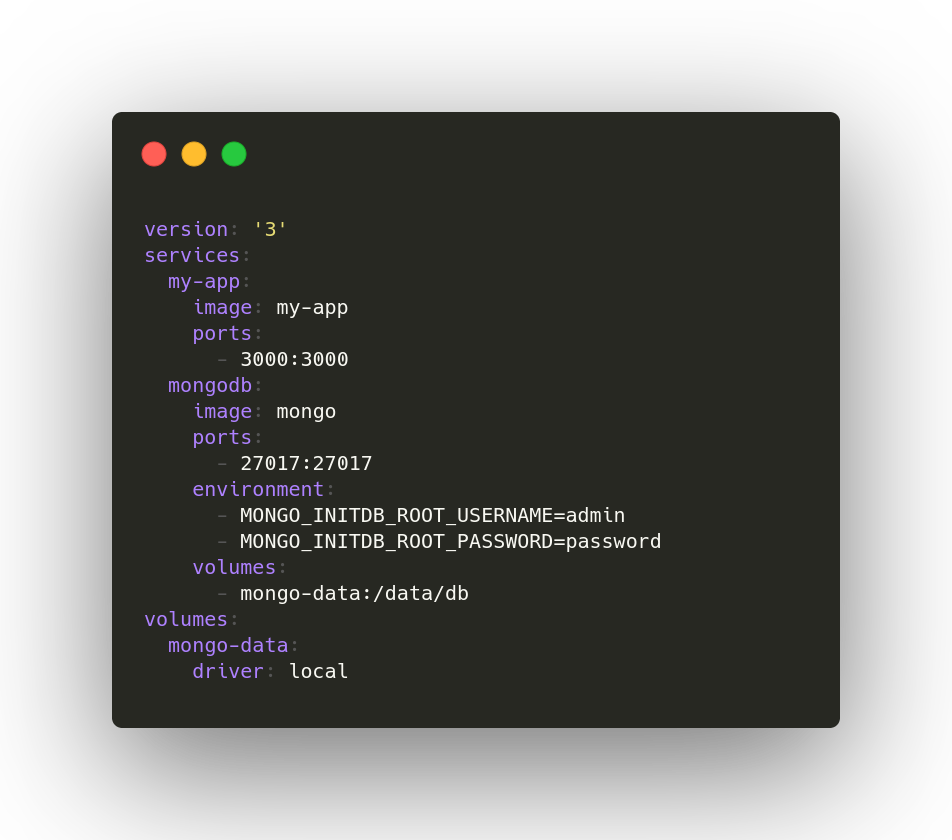 version: '3'
services:
  my-app:
    image: my-app
    ports:
      - 3000:3000
  mongodb:
    image: mongo
    ports:
      - 27017:27017
    environment:
      - MONGO_INITDB_ROOT_USERNAME=admin
      - MONGO_INITDB_ROOT_PASSWORD=password
    volumes:
      - mongo-data:/data/db
volumes:
  mongo-data:
    driver: local